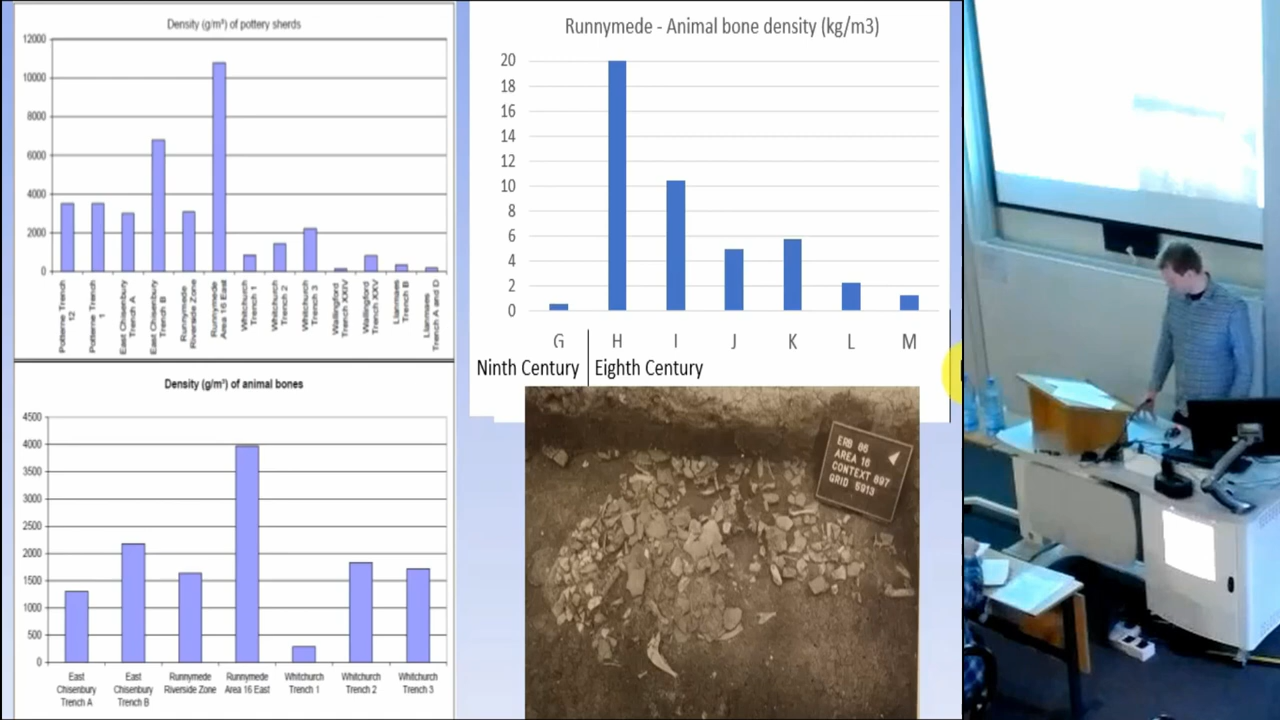 Density (g/m³) of pottery sherds
12000
10000
8000
6000
4000
2000
0
Potterne Trench
12
Potterne Trench
1
East Chisenbury
Trench A
East Chisenbury
Trench B
Runnymede
Riverside Zone
Runnymede
Area 16 East
Whitchurch
Trench 1
Whitchurch
Trench 2
Whitchurch
Trench 3
Wallingford
Trench XXIV
Wallingford
Trench XXV
Llanmaes
Trench B
Llanmaes
Trench A and D
Density (g/m³) of animal bones
4500
4000
3500
3000
2500
2000
1500
1000
500
0
East
Chisenbury
Trench A
East
Chisenbury
Trench B
Runnymede
Riverside Zone
Runnymede
Area 16 East
Whitchurch
Trench 1
Whitchurch
Trench 2
Whitchurch
Trench 3
Runnymede - Animal bone density (kg/m3)
20
18
16
14
12
10
8
6
4
2
0
G H I J K L M
Ninth Century Eighth Century
ERB 86
AREA 16
CONTEXT 897
GRID 5913